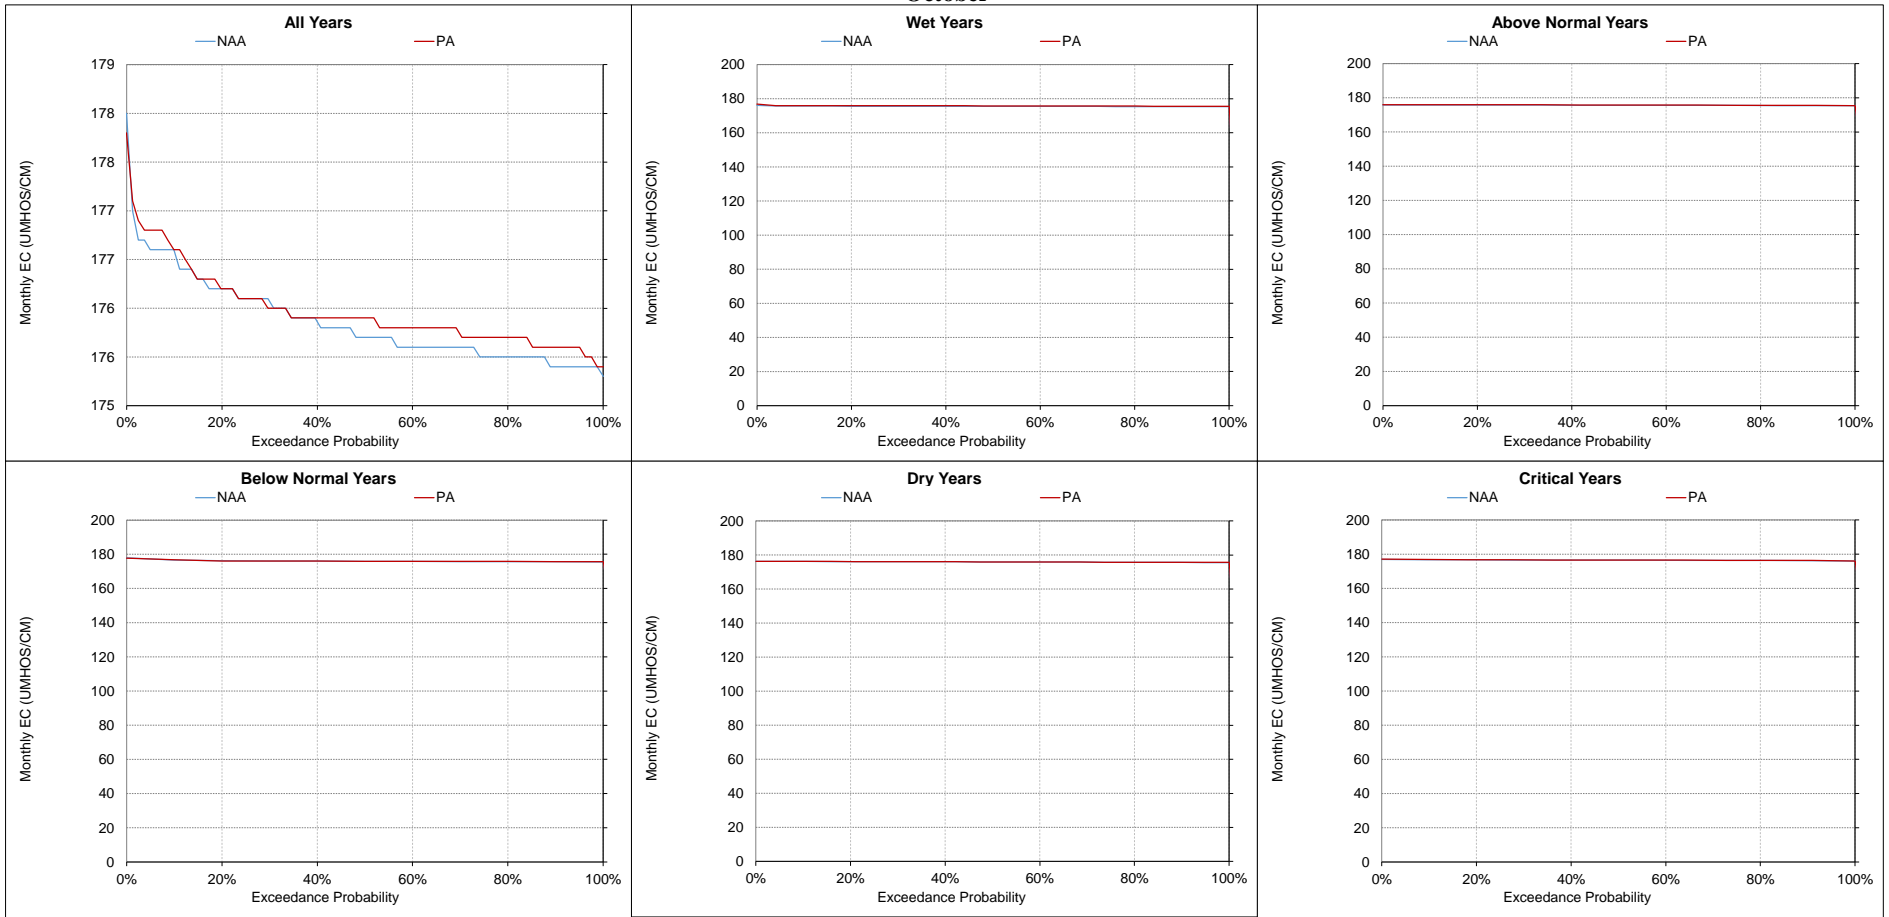 October
All Years
NAA PA
179
178
178
177
177
176
176
175
0% 20% 40% 60% 80% 100%
Monthly EC (UMHOS/CM)
Exceedance Probability
Wet Years
NAA PA
200
180
160
140
120
100
80
60
40
20
0
0% 20% 40% 60% 80% 100%
Monthly EC (UMHOS/CM)
Exceedance Probability
Above Normal Years
NAA PA
200
180
160
140
120
100
80
60
40
20
0
0% 20% 40% 60% 80% 100%
Monthly EC (UMHOS/CM)
Exceedance Probability
Below Normal Years
NAA PA
200
180
160
140
120
100
80
60
40
20
0
0% 20% 40% 60% 80% 100%
Monthly EC (UMHOS/CM)
Exceedance Probability
Dry Years
NAA PA
200
180
160
140
120
100
80
60
40
20
0
0% 20% 40% 60% 80% 100%
Monthly EC (UMHOS/CM)
Exceedance Probability
Critical Years
NAA PA
200
180
160
140
120
100
80
60
40
20
0
0% 20% 40% 60% 80% 100%
Monthly EC (UMHOS/CM)
Exceedance Probability